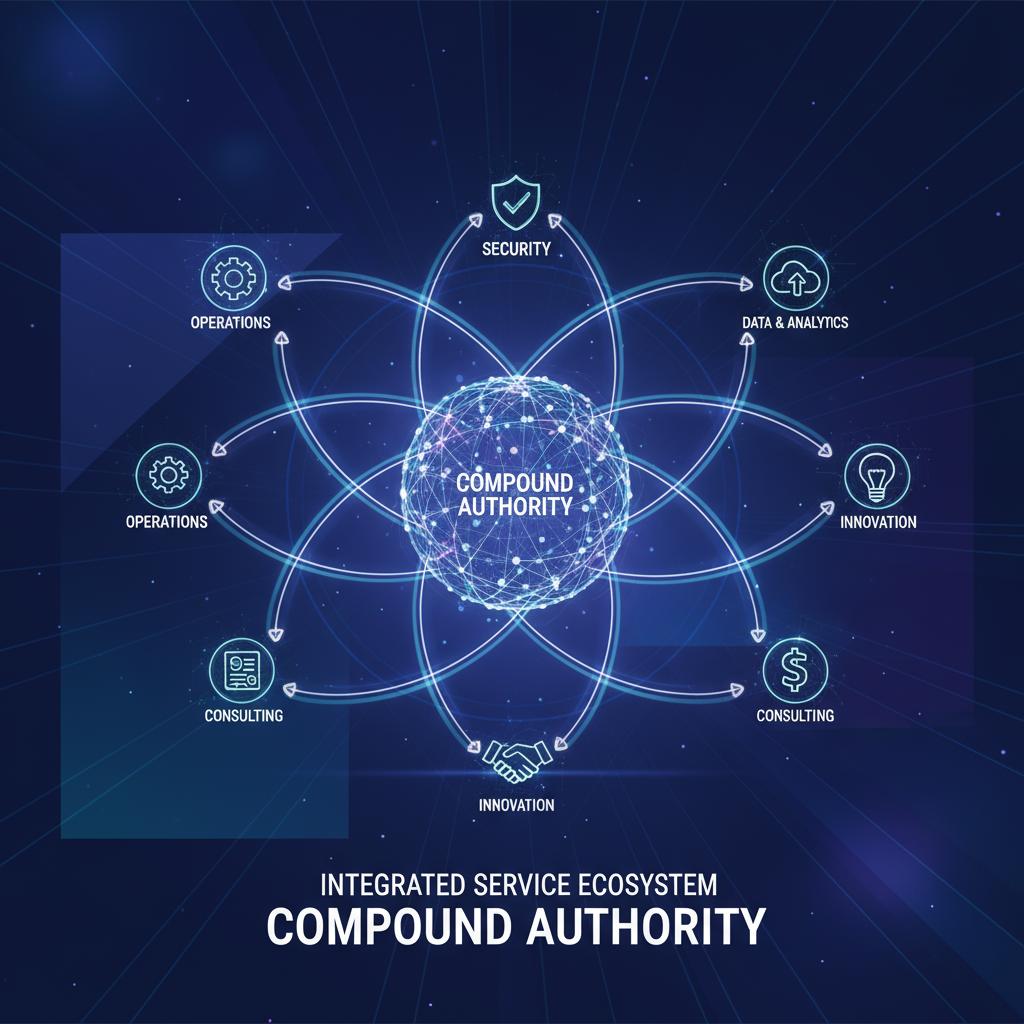 SECURITY
OPERATIONS
DATA & ANALYTICS
COMPOUND
AUTHORITY
OPERATIONS
INNOVATION
CONSULTING
CONSULTING
INNOVATION
INTEGRATED SERVICE ECOSYSTEM
COMPOUND AUTHORITY